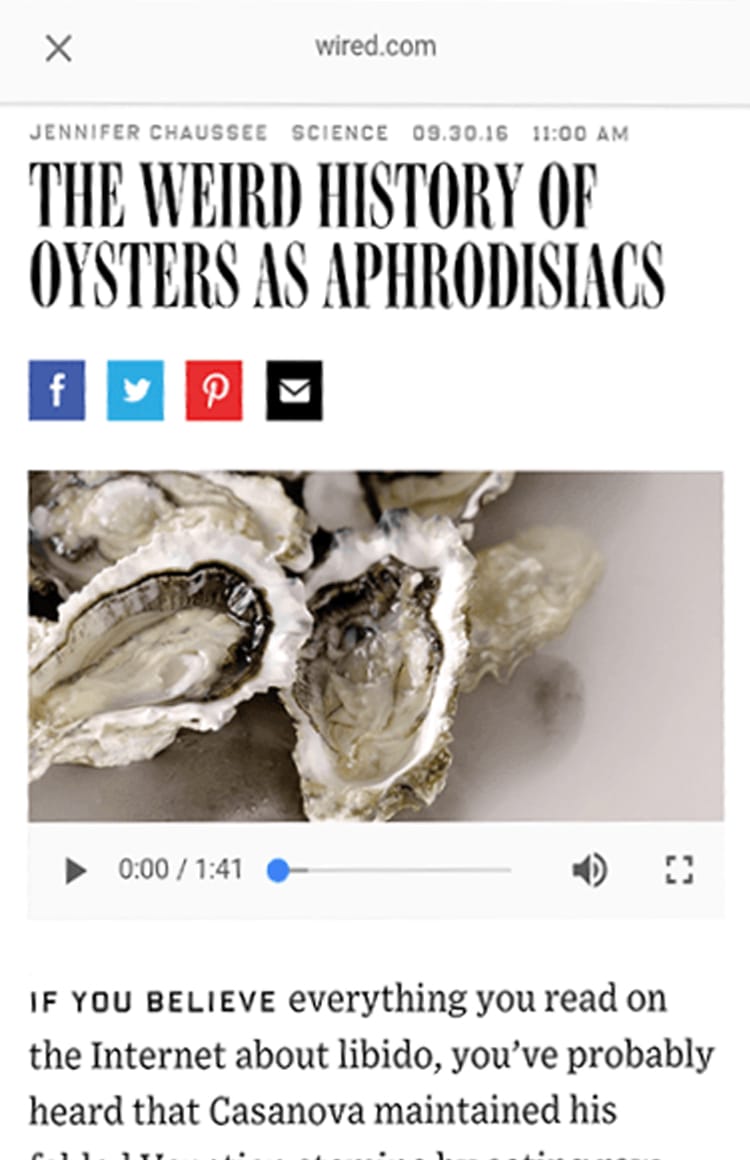 wired.com
JENNIFER CHAUSSEE SCIENCE 09.30.16 11:00 AM
THE WEIRD HISTORY OF
OYSTERS AS APHRODISIACS
0:00 / 1:41
IF YOU BELIEVE everything you read on
the Internet about libido, you've probably
heard that Casanova maintained his